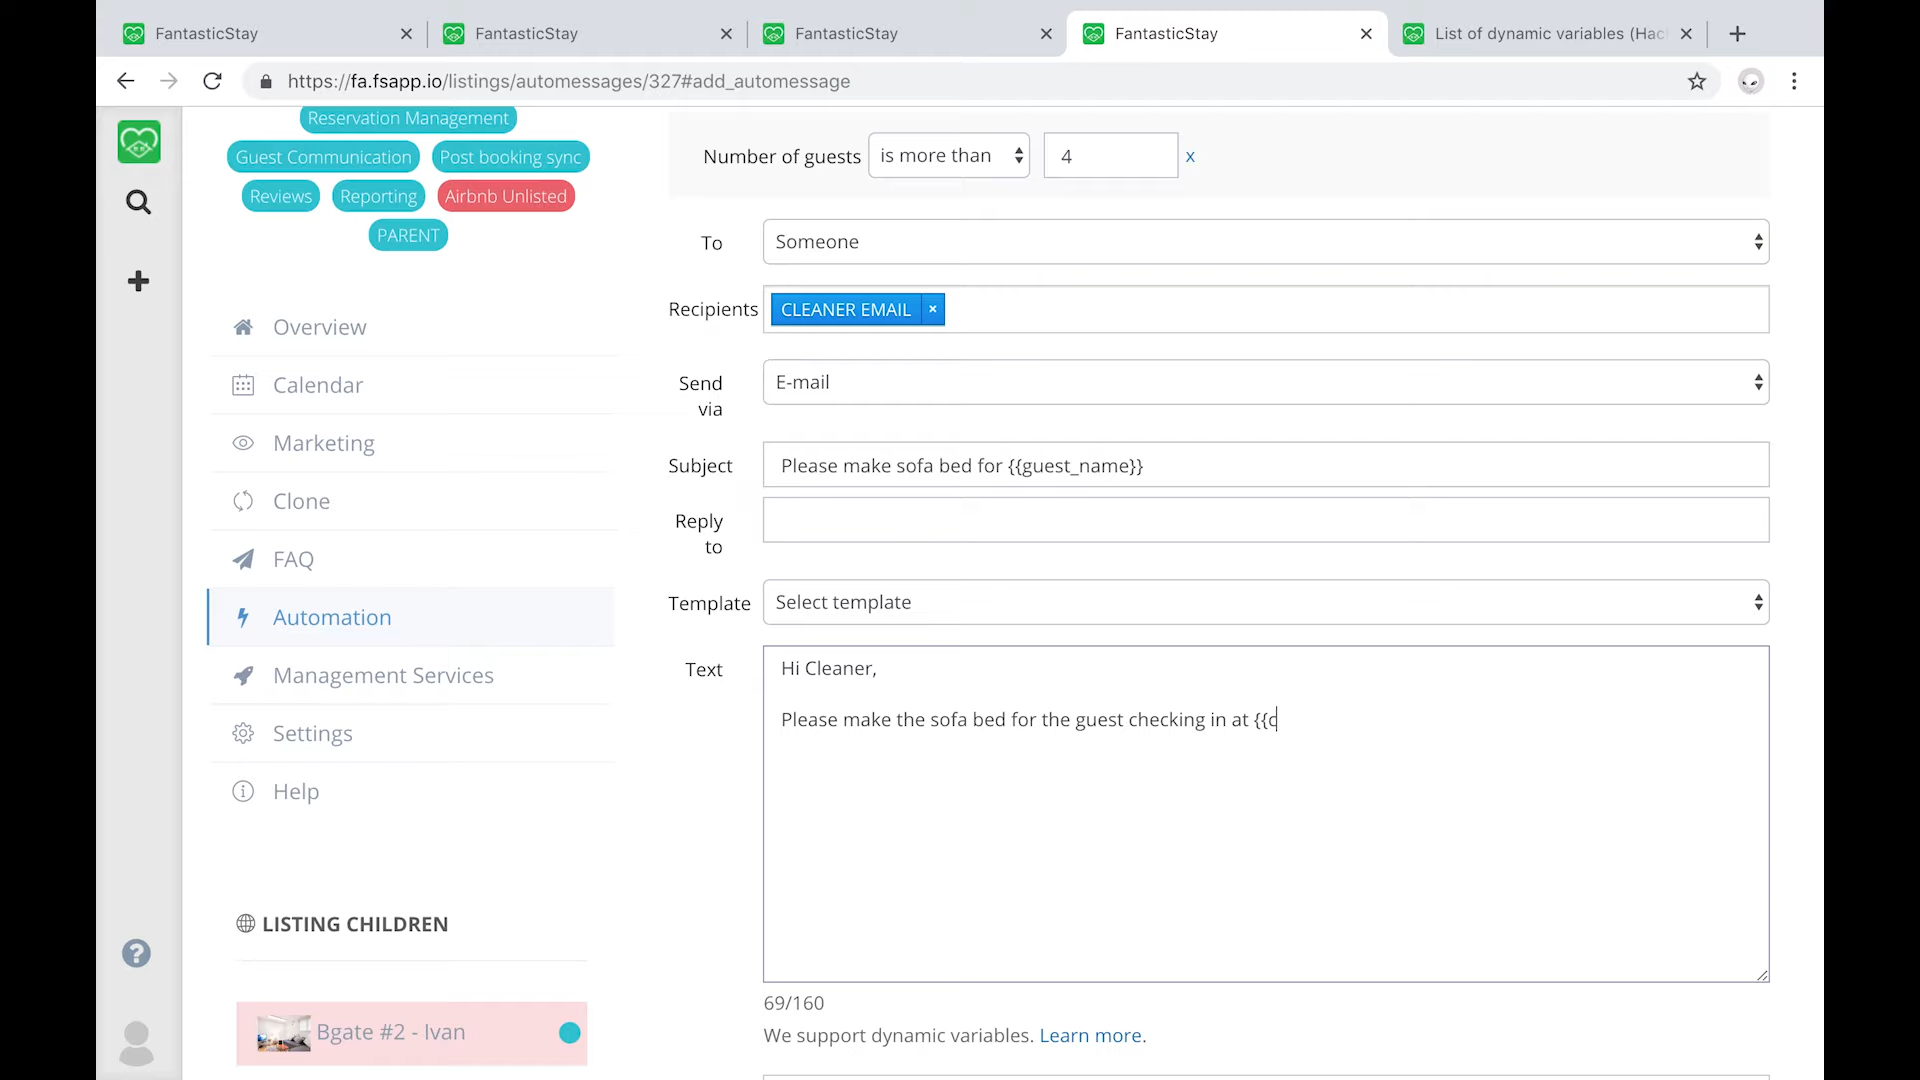 FantasticStay
FantasticStay
FantasticStay
FantasticStay
List of dynamic variables (Hac
https://fa.fsapp.io/listings/automessages/327#add_automessage
Reservation Management
Guest Communication
Post booking sync
Reviews
Reporting
Airbnb Unlisted
PARENT
Overview
Calendar
Marketing
Clone
FAQ
Automation
Management Services
Settings
Help
LISTING CHILDREN
Bgate #2 - Ivan
Number of guests is more than 4 x
To Someone
Recipients CLEANER EMAIL ×
Send via E-mail
Subject Please make sofa bed for {{guest_name}}
Reply to
Template Select template
Text Hi Cleaner,
Please make the sofa bed for the guest checking in at {{c
69/160
We support dynamic variables. Learn more.